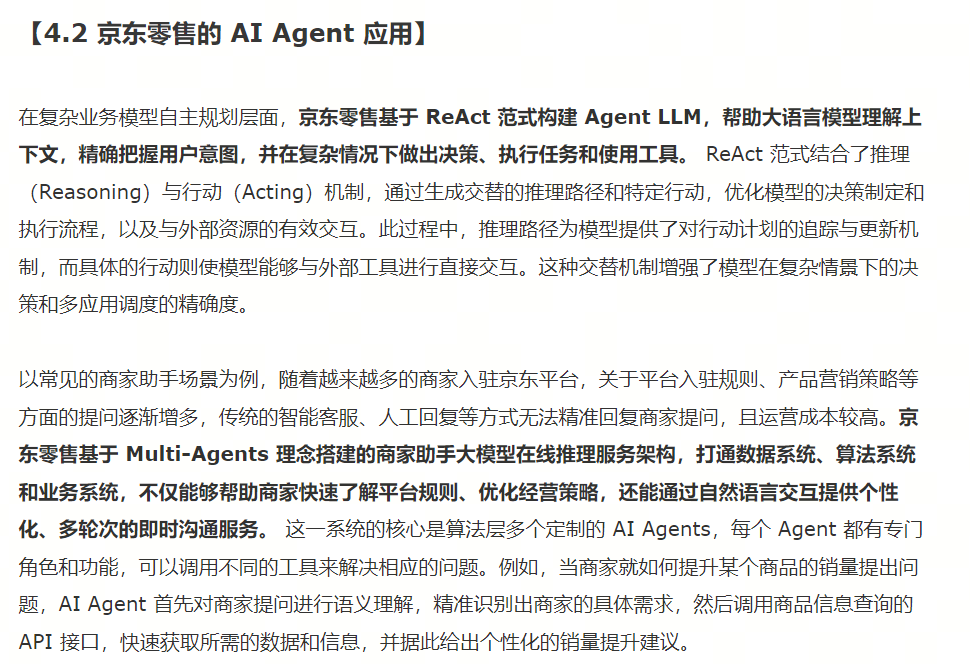 【4.2 京东零售的 AI Agent 应用】
在复杂业务模型自主规划层面，京东零售基于 ReAct 范式构建 Agent LLM，帮助大语言模型理解上
下文，精确把握用户意图，并在复杂情况下做出决策、执行任务和使用工具。 ReAct 范式结合了推理
（Reasoning）与行动（Acting）机制，通过生成交替的推理路径和特定行动，优化模型的决策制定和
执行流程，以及与外部资源的有效交互。此过程中，推理路径为模型提供了对行动计划的追踪与更新机
制，而具体的行动则使模型能够与外部工具进行直接交互。这种交替机制增强了模型在复杂情景下的决
策和多应用调度的精确度。
以常见的商家助手场景为例，随着越来越多的商家入驻京东平台，关于平台入驻规则、产品营销策略等
方面的提问逐渐增多，传统的智能客服、人工回复等方式无法精准回复商家提问，且运营成本较高。京
东零售基于 Multi-Agents 理念搭建的商家助手大模型在线推理服务架构，打通数据系统、算法系统
和业务系统，不仅能够帮助商家快速了解平台规则、优化经营策略，还能通过自然语言交互提供个性
化、多轮次的即时沟通服务。 这一系统的核心是算法层多个定制的 AI Agents，每个 Agent 都有专门
角色和功能，可以调用不同的工具来解决相应的问题。例如，当商家就如何提升某个商品的销量提出问
题，AI Agent 首先对商家提问进行语义理解，精准识别出商家的具体需求，然后调用商品信息查询的
API 接口，快速获取所需的数据和信息，并据此给出个性化的销量提升建议。